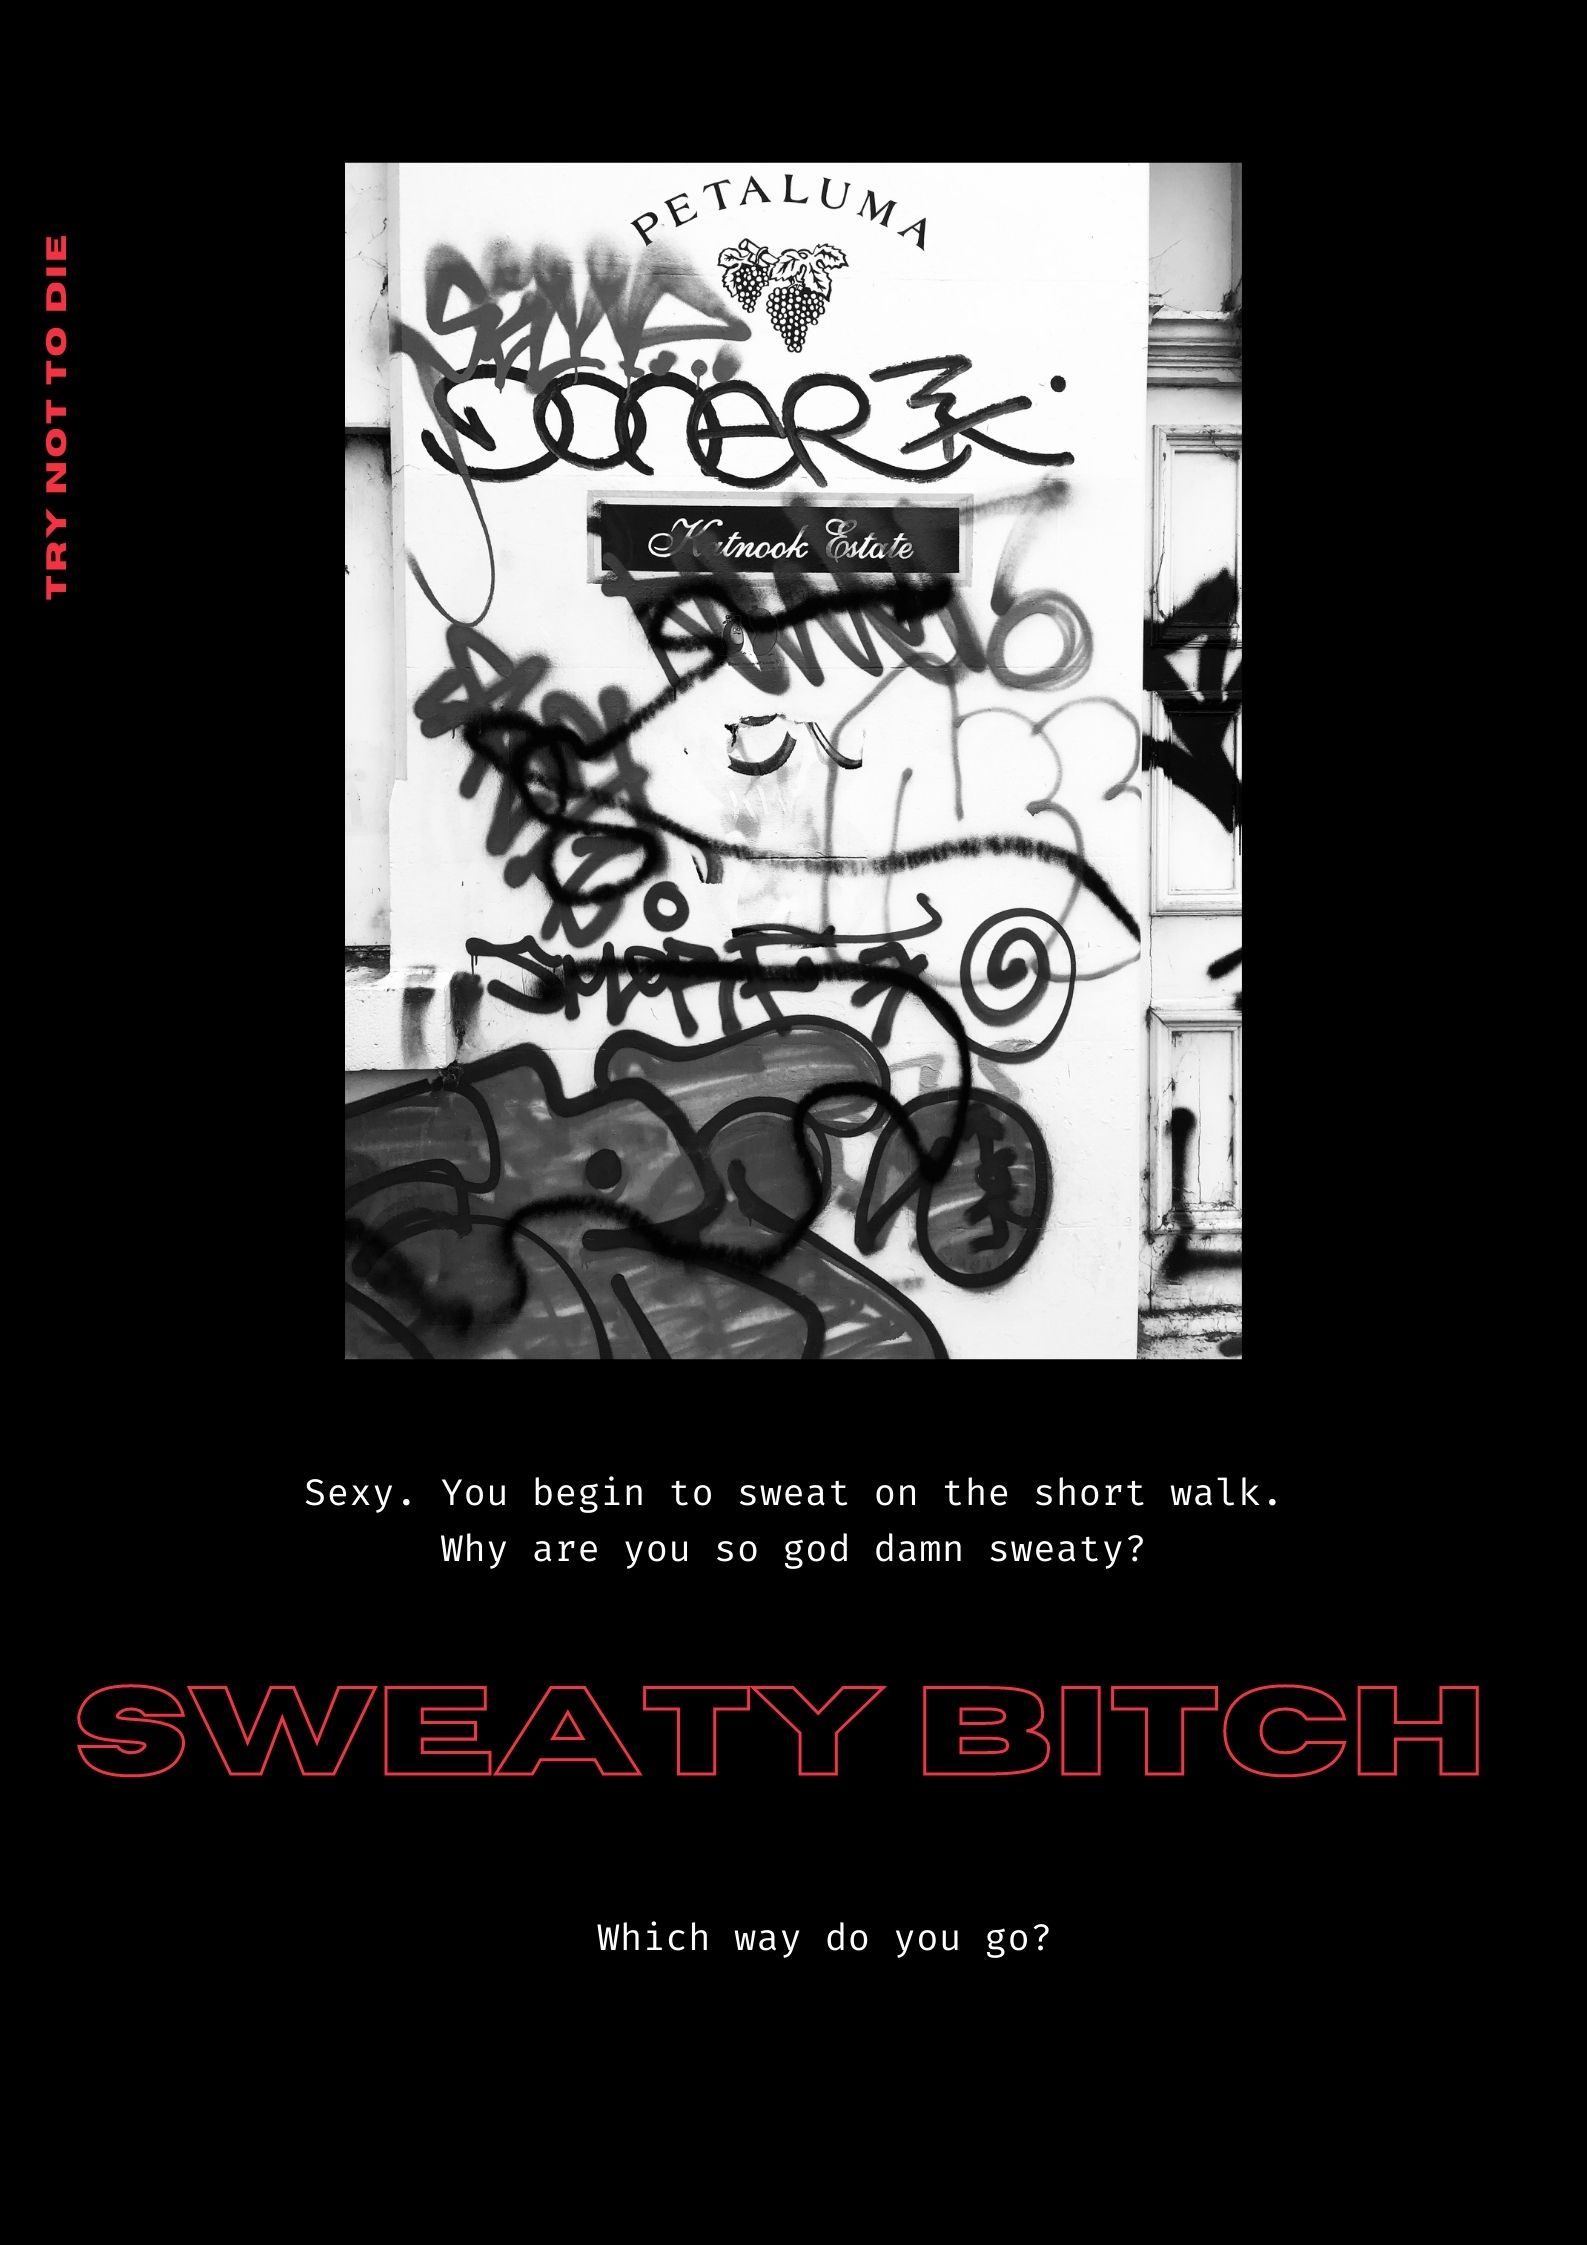 TRY NOT TO DIE
PETALUMA
Katnook Estate
Sexy. You begin to sweat on the short walk.
Why are you so god damn sweaty?
SWEATY BITCH
Which way do you go?